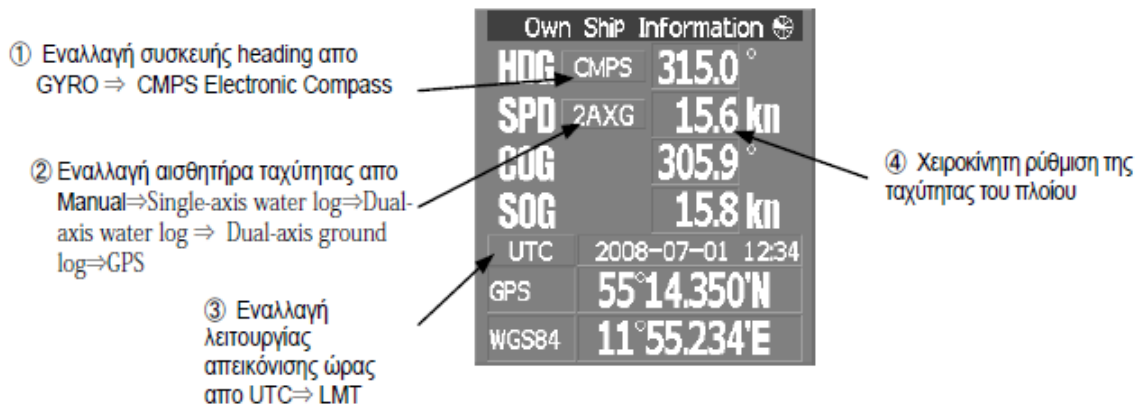 ① Εναλλαγή συσκευής heading απο
GYRO ⇒ CMPS Electronic Compass
② Εναλλαγή αισθητήρα ταχύτητας απο
Manual⇒Single-axis water log⇒Dual-
axis water log ⇒ Dual-axis ground
log⇒GPS
③ Εναλλαγή
λειτουργίας
απεικόνισης ώρας
απο UTC⇒ LMT
Own Ship Information
HDG CMPS 315.0 °
SPD 2AXG 15.6 kn
COG 305.9 °
SOG 15.8 kn
UTC 2008-07-01 12:34
GPS 55°14.350'N
WGS84 11°55.234'E
④ Χειροκίνητη ρύθμιση της
ταχύτητας του πλοίου